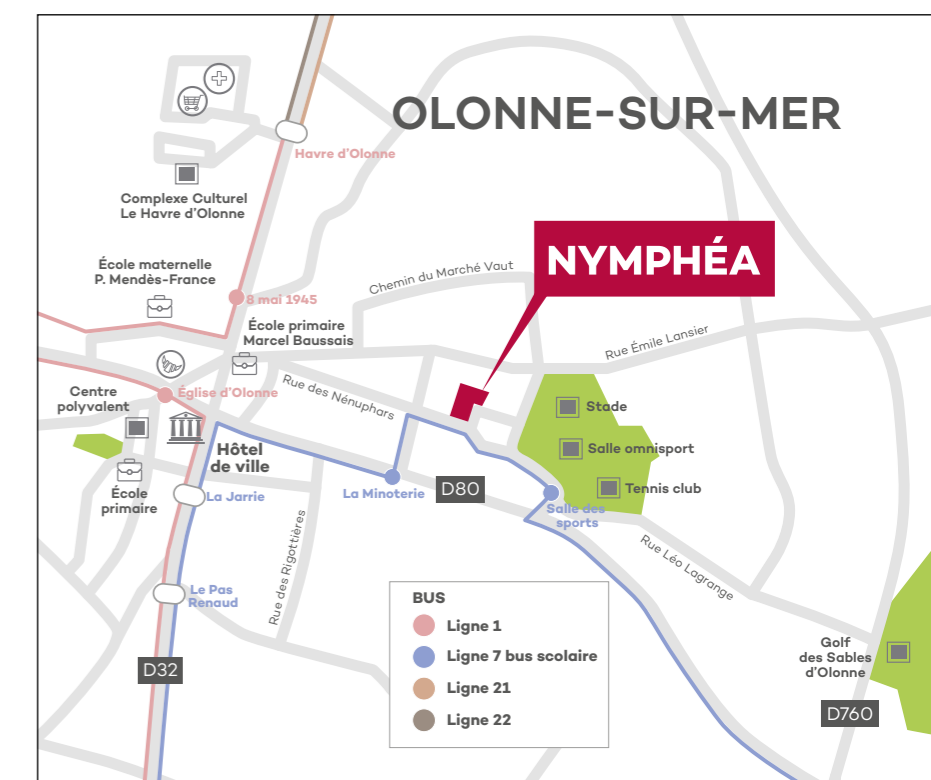 OLONNE-SUR-MER
Havre d'Olonne
Complexe Culturel
Le Havre d'Olonne
École maternelle
P. Mendès-France
NYMPHÉA
Chemin du Marché Vaut
8 mai 1945
École primaire
Marcel Baussais
Rue Émile Lansier
Rue des Nénuphars
Centre
polyvalent
Église d'Olonne
Stade
Hôtel
de ville
Salle omnisport
École
primaire
La Jarrie
La Minoterie
D80
Tennis club
Salle des
sports
Rue des Rigottières
Rue Léo Lagrange
Le Pas
Renaud
D32
BUS
Ligne 1
Ligne 7 bus scolaire
Ligne 21
Ligne 22
Golf
des Sables
d'Olonne
D760